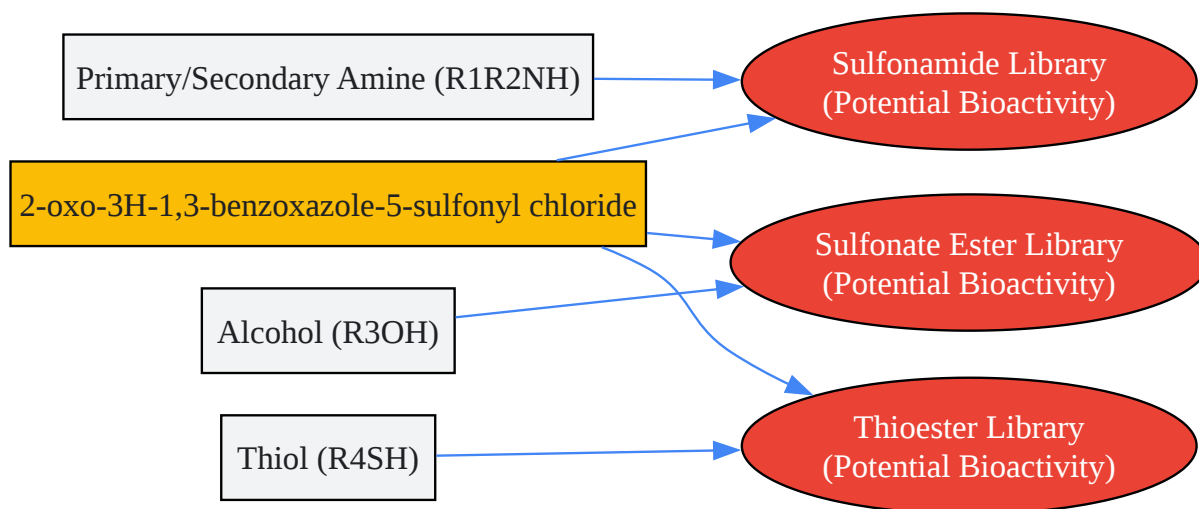 Primary/Secondary Amine (R1R2NH)
Sulfonamide Library
(Potential Bioactivity)
2-oxo-3H-1,3-benzoxazole-5-sulfonyl chloride
Sulfonate Ester Library
(Potential Bioactivity)
Alcohol (R3OH)
Thiol (R4SH)
Thioester Library
(Potential Bioactivity)